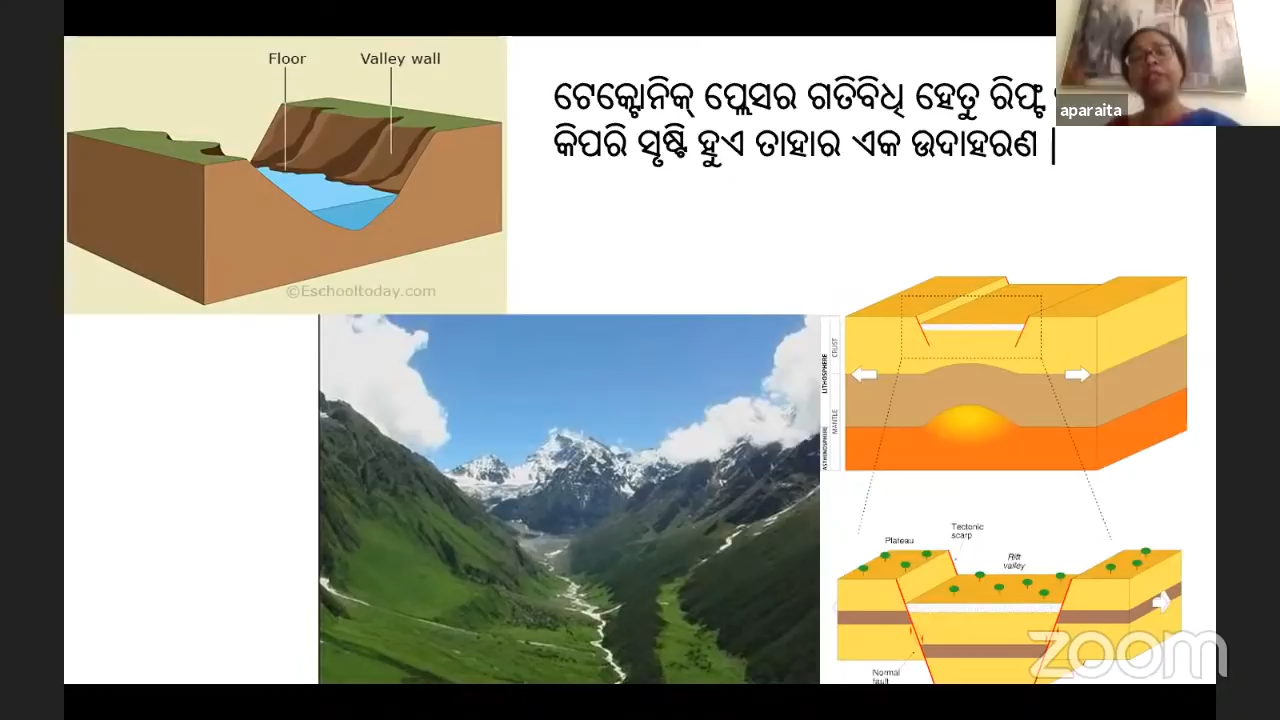 Floor
Valley wall
©Eschooltoday.com
ଟେକ୍ଟୋନିକ୍ ପ୍ଲେସର ଗତିବିଧି ହେତୁ ରିଫ୍ଟ
କିପରି ସୃଷ୍ଟି ହୁଏ ତାହାର ଏକ ଉଦାହରଣ |
aparaita
LITHOSPHERE
CRUST
ASTHENOSPHERE
MANTLE
Plateau
Tectonic
scarp
Rift
valley
Normal
fault
zoom